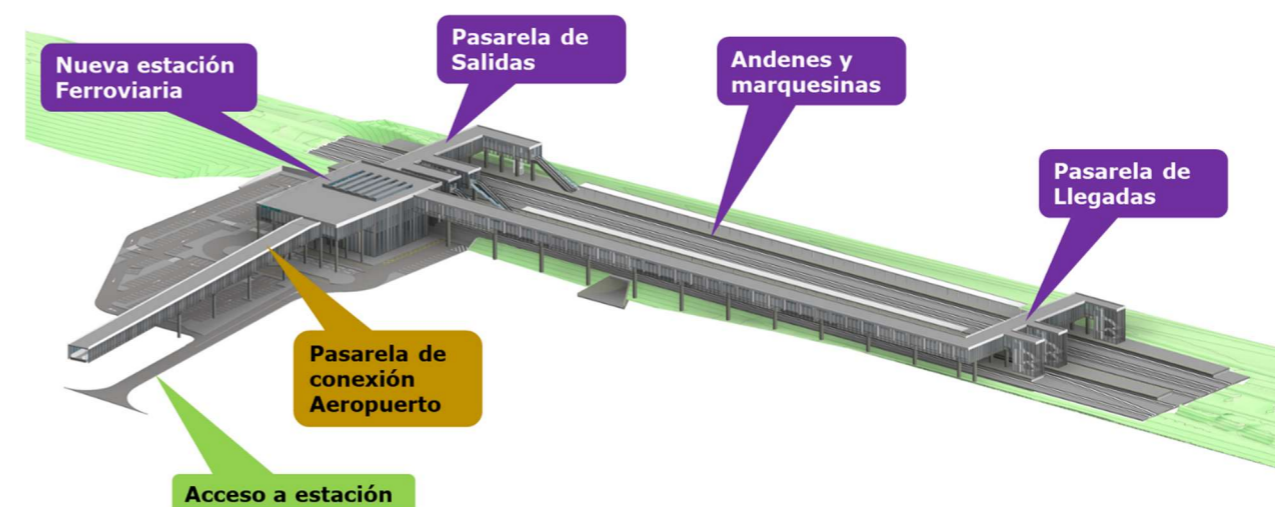 Nueva estación
Ferroviaria
Pasarela de
Salidas
Andenes y
marquesinas
Pasarela de
Llegadas
Pasarela de
conexión
Aeropuerto
Acceso a estación